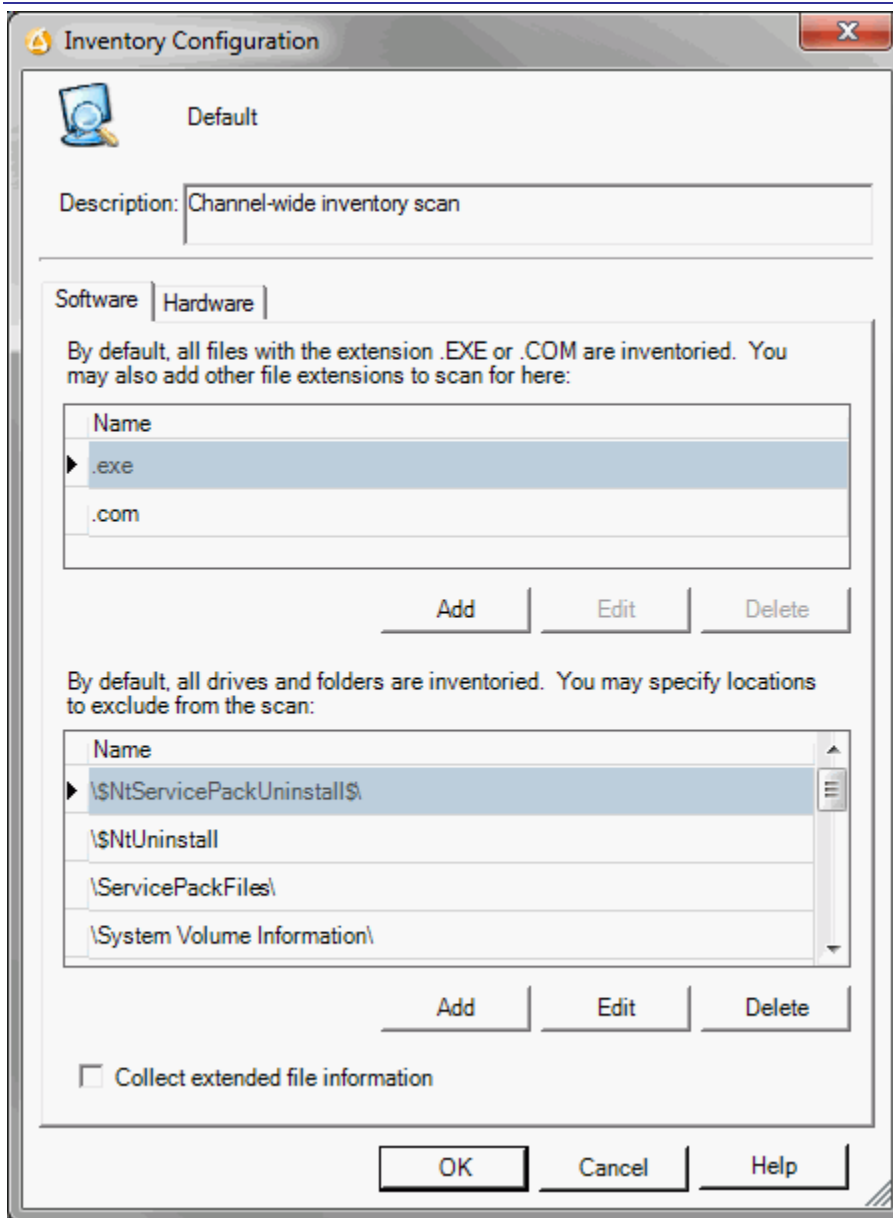 Inventory Configuration
Default
Description: Channel-wide inventory scan
Software Hardware
By default, all files with the extension .EXE or .COM are inventoried.  You
may also add other file extensions to scan for here:
Name
.exe
.com
Add Edit Delete
By default, all drives and folders are inventoried.  You may specify locations
to exclude from the scan:
Name
\$NtServicePackUninstall$\
\$NtUninstall
\ServicePackFiles\
\System Volume Information\
Add Edit Delete
Collect extended file information
OK Cancel Help